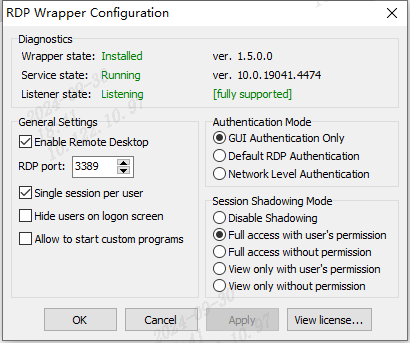 RDP Wrapper Configuration
Diagnostics
Wrapper state: Installed ver. 1.5.0.0
Service state: Running ver. 10.0.19041.4474
Listener state: Listening [fully supported]
General Settings
Enable Remote Desktop
RDP port: 3389
Single session per user
Hide users on logon screen
Allow to start custom programs
Authentication Mode
GUI Authentication Only
Default RDP Authentication
Network Level Authentication
Session Shadowing Mode
Disable Shadowing
Full access with user's permission
Full access without permission
View only with user's permission
View only without permission
OK Cancel Apply View license...